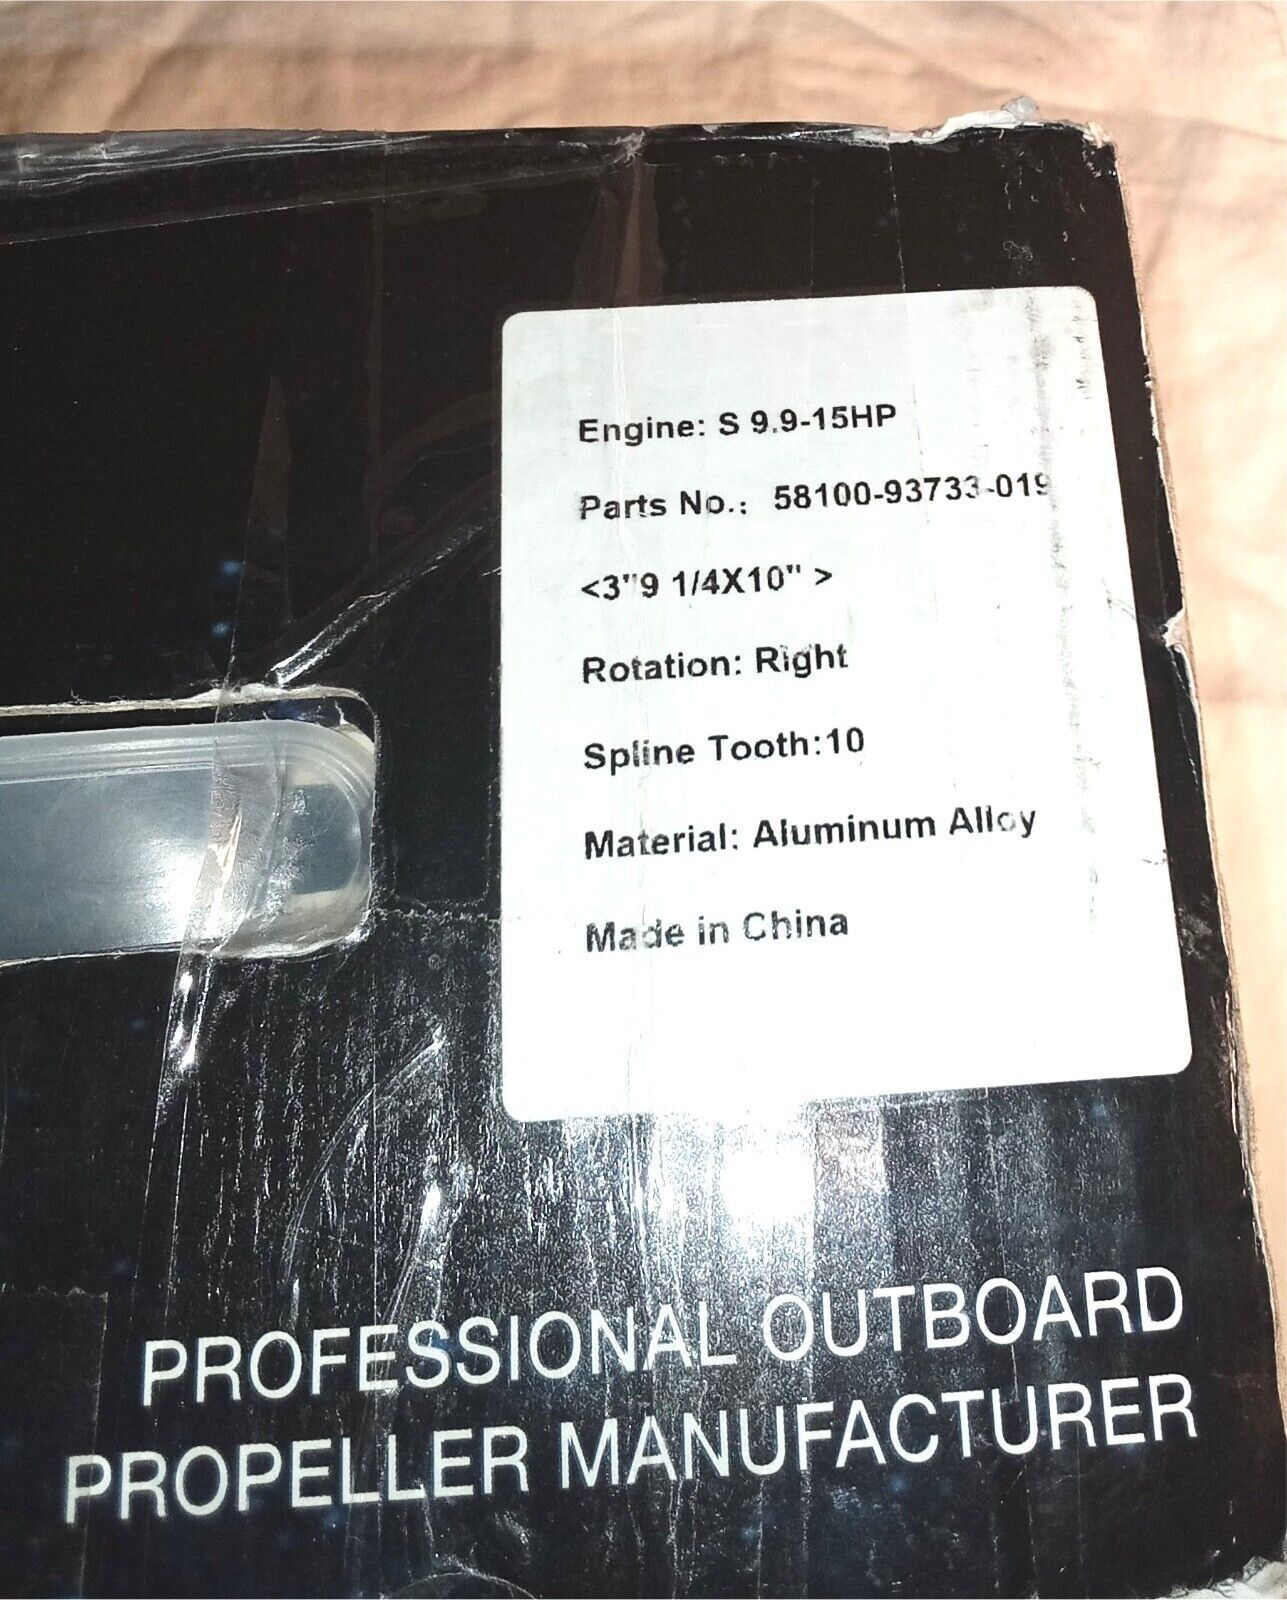 Engine: S 9.9-15HP
Parts No.: 58100-93733-019
<3"9 1/4X10" >
Rotation: Right
Spline Tooth:10
Material: Aluminum Alloy
Made in China
PROFESSIONAL OUTBOARD
PROPELLER MANUFACTURER